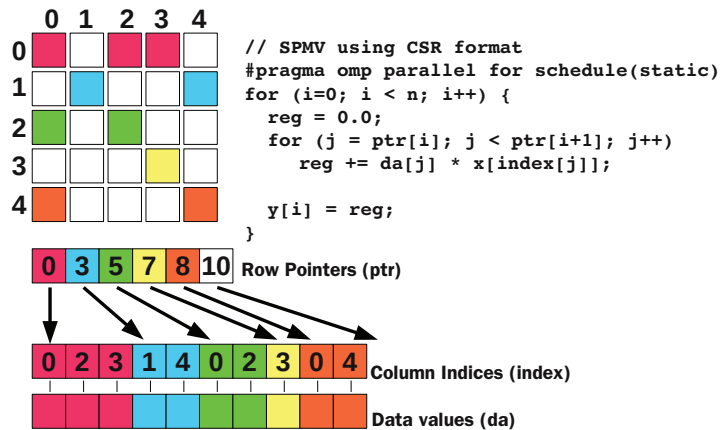 0 1 2 3 4
0
1
2
3
4
// SPMV using CSR format
#pragma omp parallel for schedule(static)
for (i=0; i < n; i++) {
reg = 0.0;
for (j = ptr[i]; j < ptr[i+1]; j++)
reg += da[j] * x[index[j]];
y[i] = reg;
}
0 3 5 7 8 10 Row Pointers (ptr)
0 2 3 1 4 0 2 3 0 4 Column Indices (index)
Data values (da)